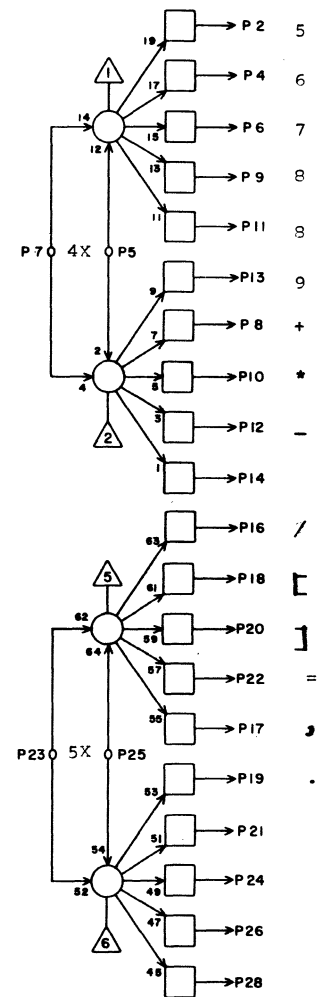 19 P 2 5
1
17 P 4 6
14 15 P 6 7
12 13 P 9 8
11 P11 8
P 7 4X P5
9 P13 9
2 7 P 8 +
4 5 P10 *
3 P12 –
2
1 P14
63 P16 /
5
61 P18 [
62 59 P20 ]
64 57 P22 =
55 P17 ,
P23 5X P25
53 P19 .
54 51 P21
52 49 P24
47 P26
6
45 P28